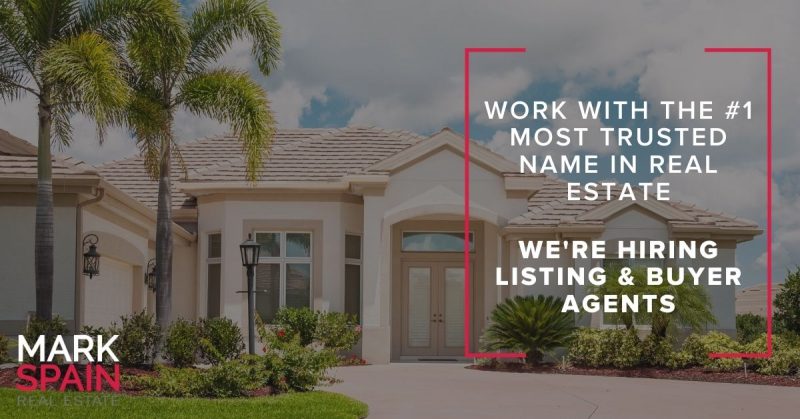 WORK WITH THE #1
MOST TRUSTED
NAME IN REAL
ESTATE
WE'RE HIRING
LISTING & BUYER
AGENTS
MARK
SPAIN
REAL ESTATE